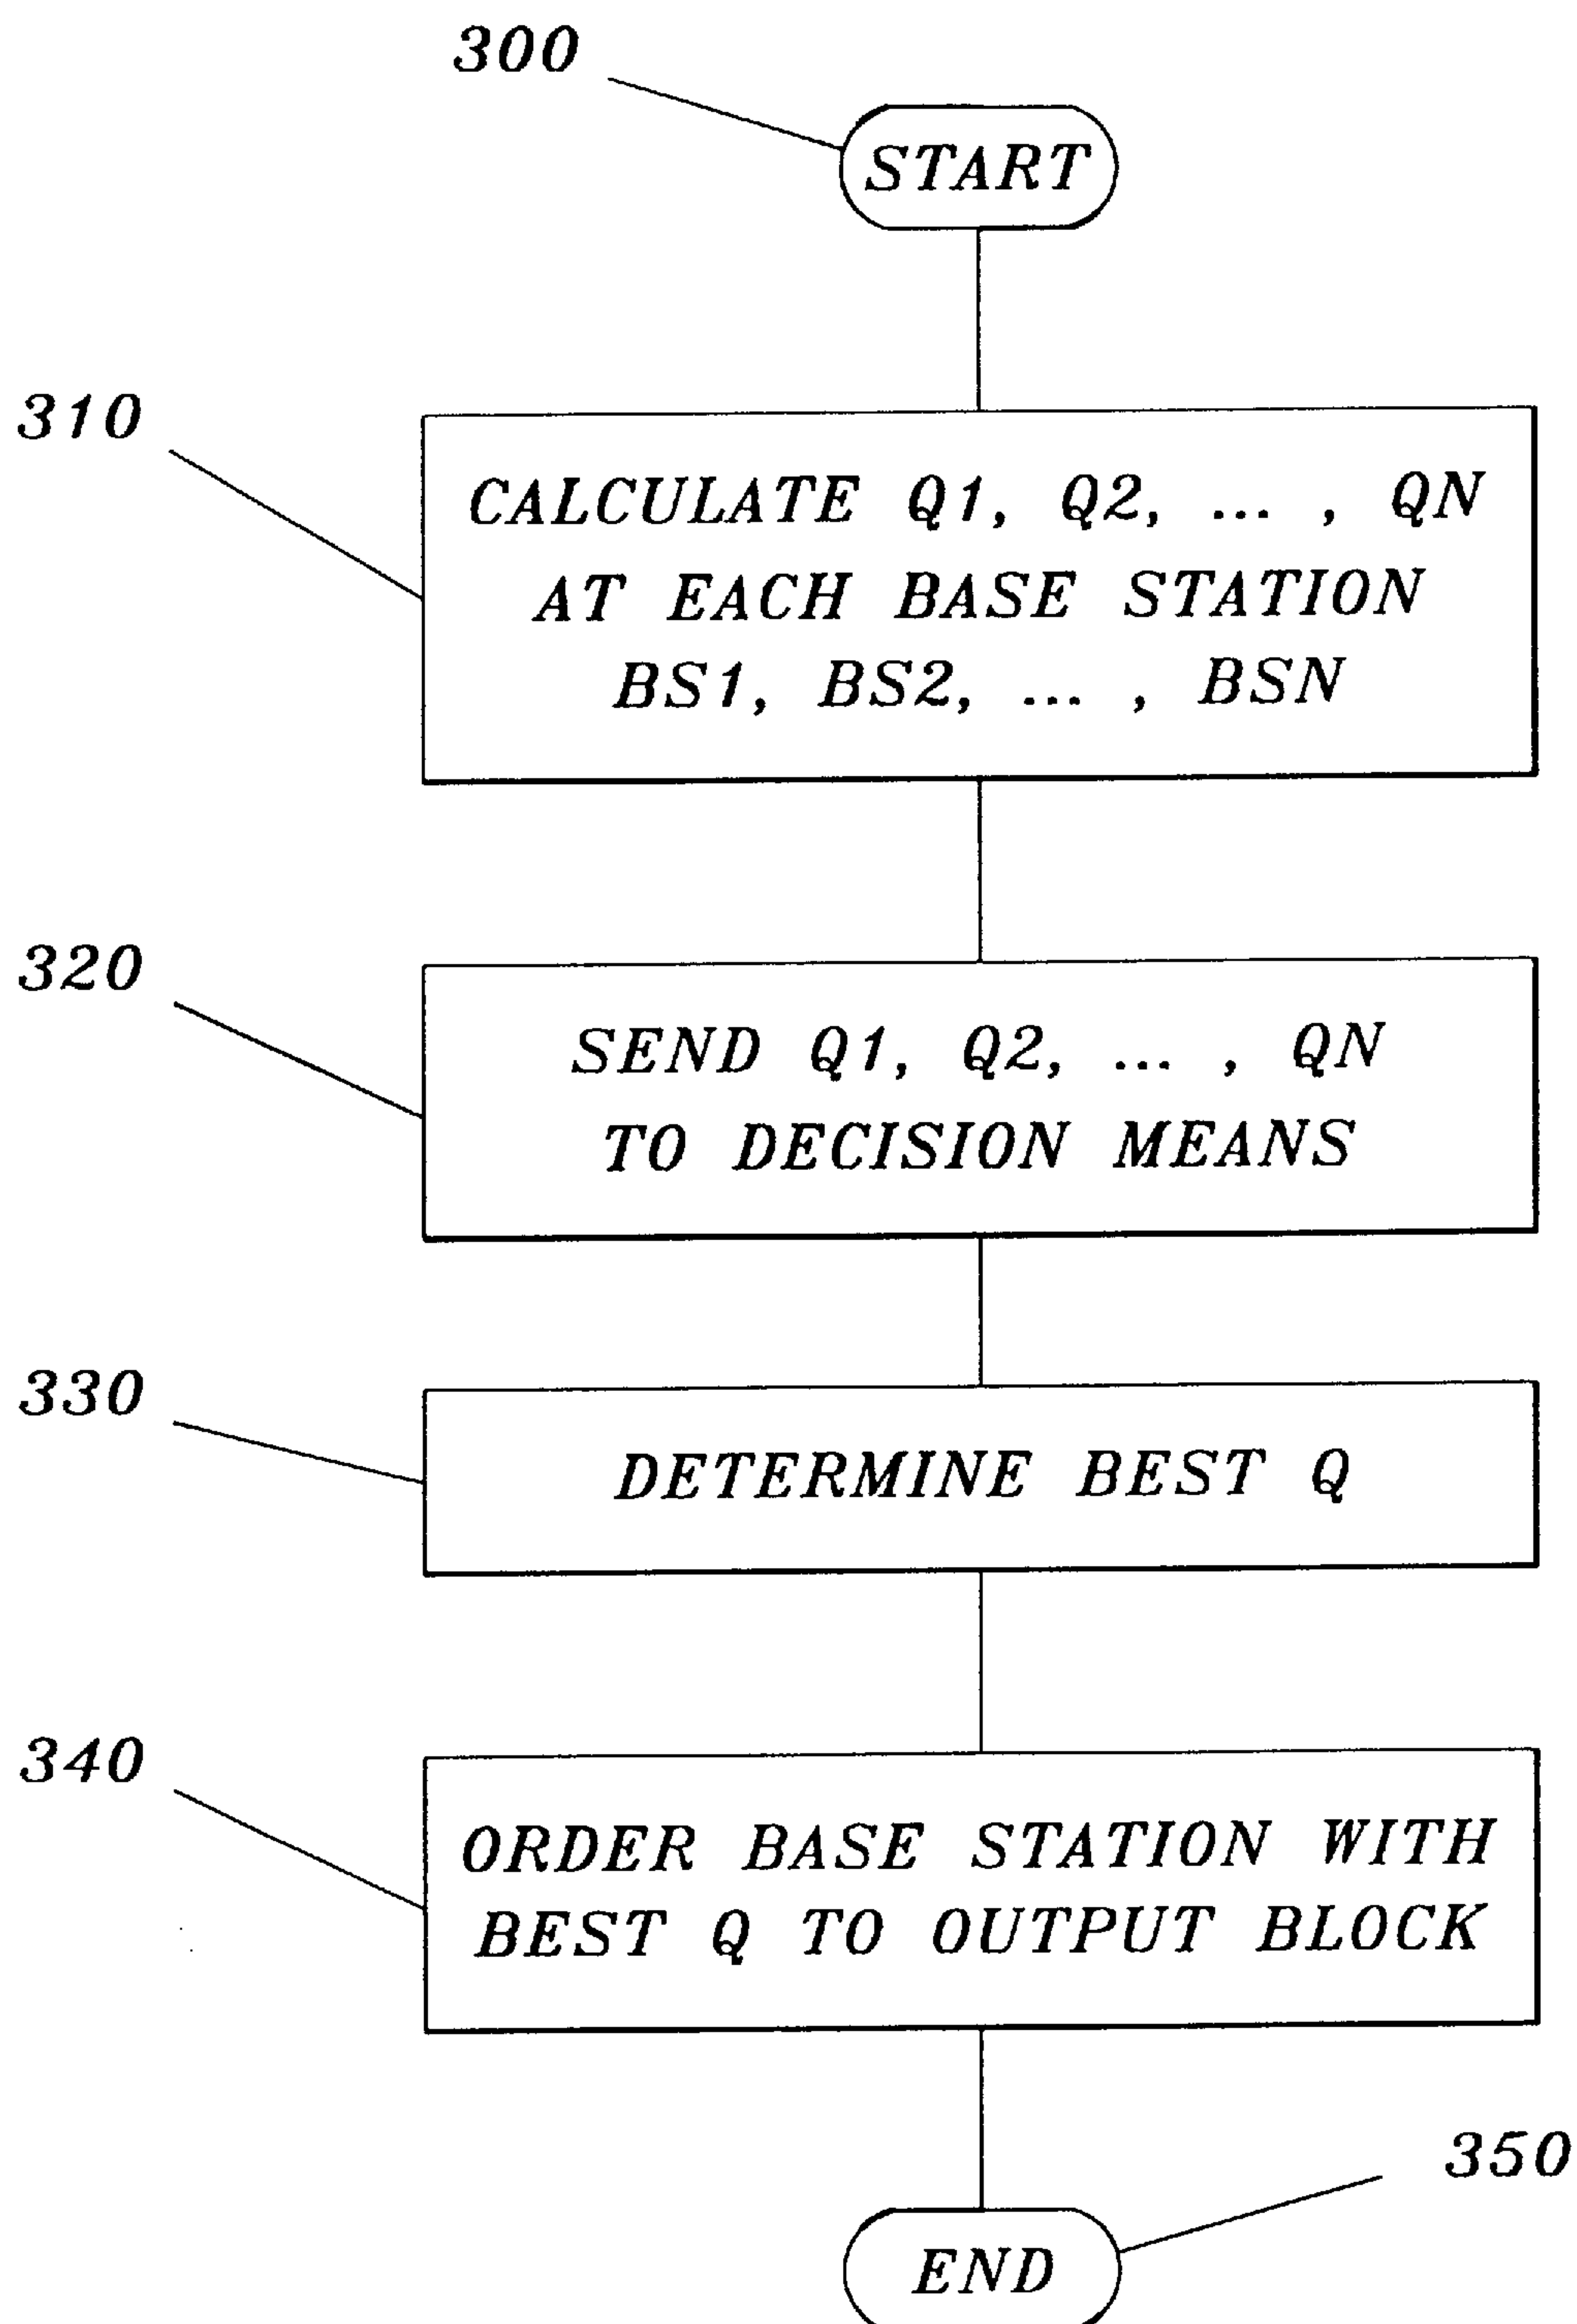 300
START
310
CALCULATE Q1, Q2, ... , QN
AT EACH BASE STATION
BS1, BS2, ... , BSN
320
SEND Q1, Q2, ... , QN
TO DECISION MEANS
330
DETERMINE BEST Q
340
ORDER BASE STATION WITH
BEST Q TO OUTPUT BLOCK
350
END